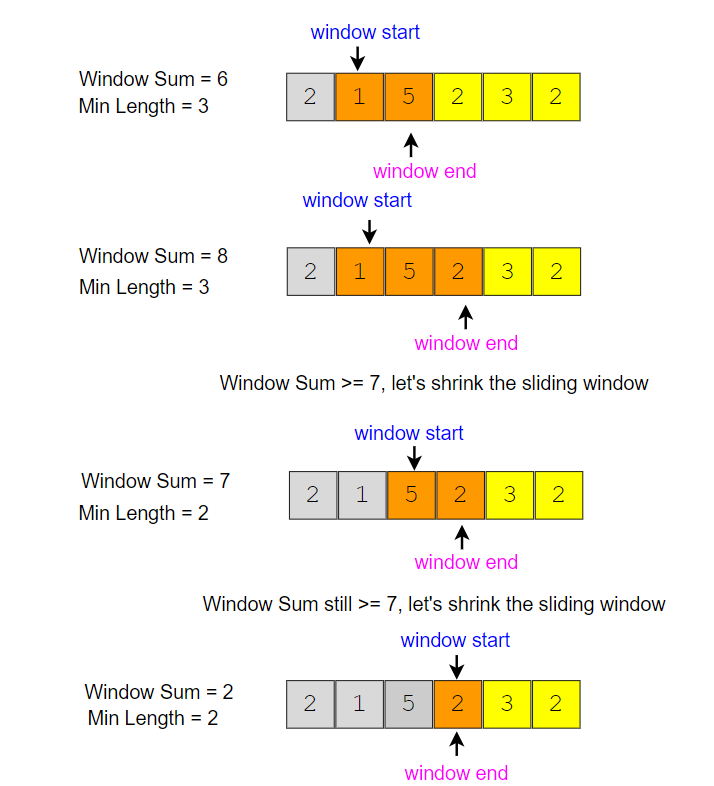 window start
Window Sum = 6
Min Length = 3
2 1 5 2 3 2
window end
window start
Window Sum = 8
Min Length = 3
2 1 5 2 3 2
window end
Window Sum >= 7, let's shrink the sliding window
window start
Window Sum = 7
Min Length = 2
2 1 5 2 3 2
window end
Window Sum still >= 7, let's shrink the sliding window
window start
Window Sum = 2
Min Length = 2
2 1 5 2 3 2
window end